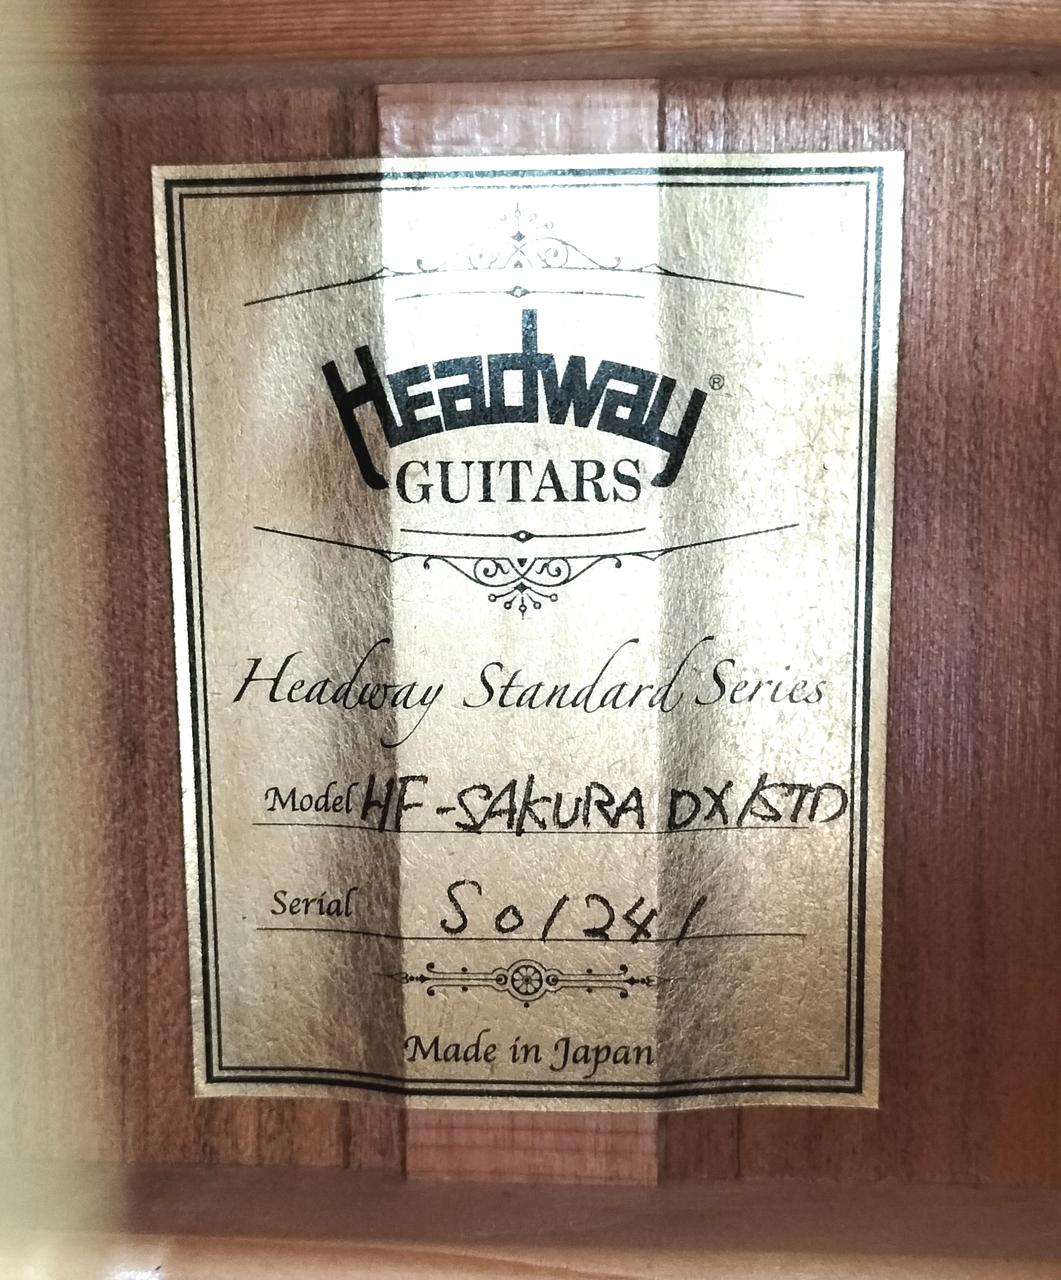 Headway®
GUITARS
Headway Standard Series
Model HF-SAKURA DX/STD
Serial S01241
Made in Japan